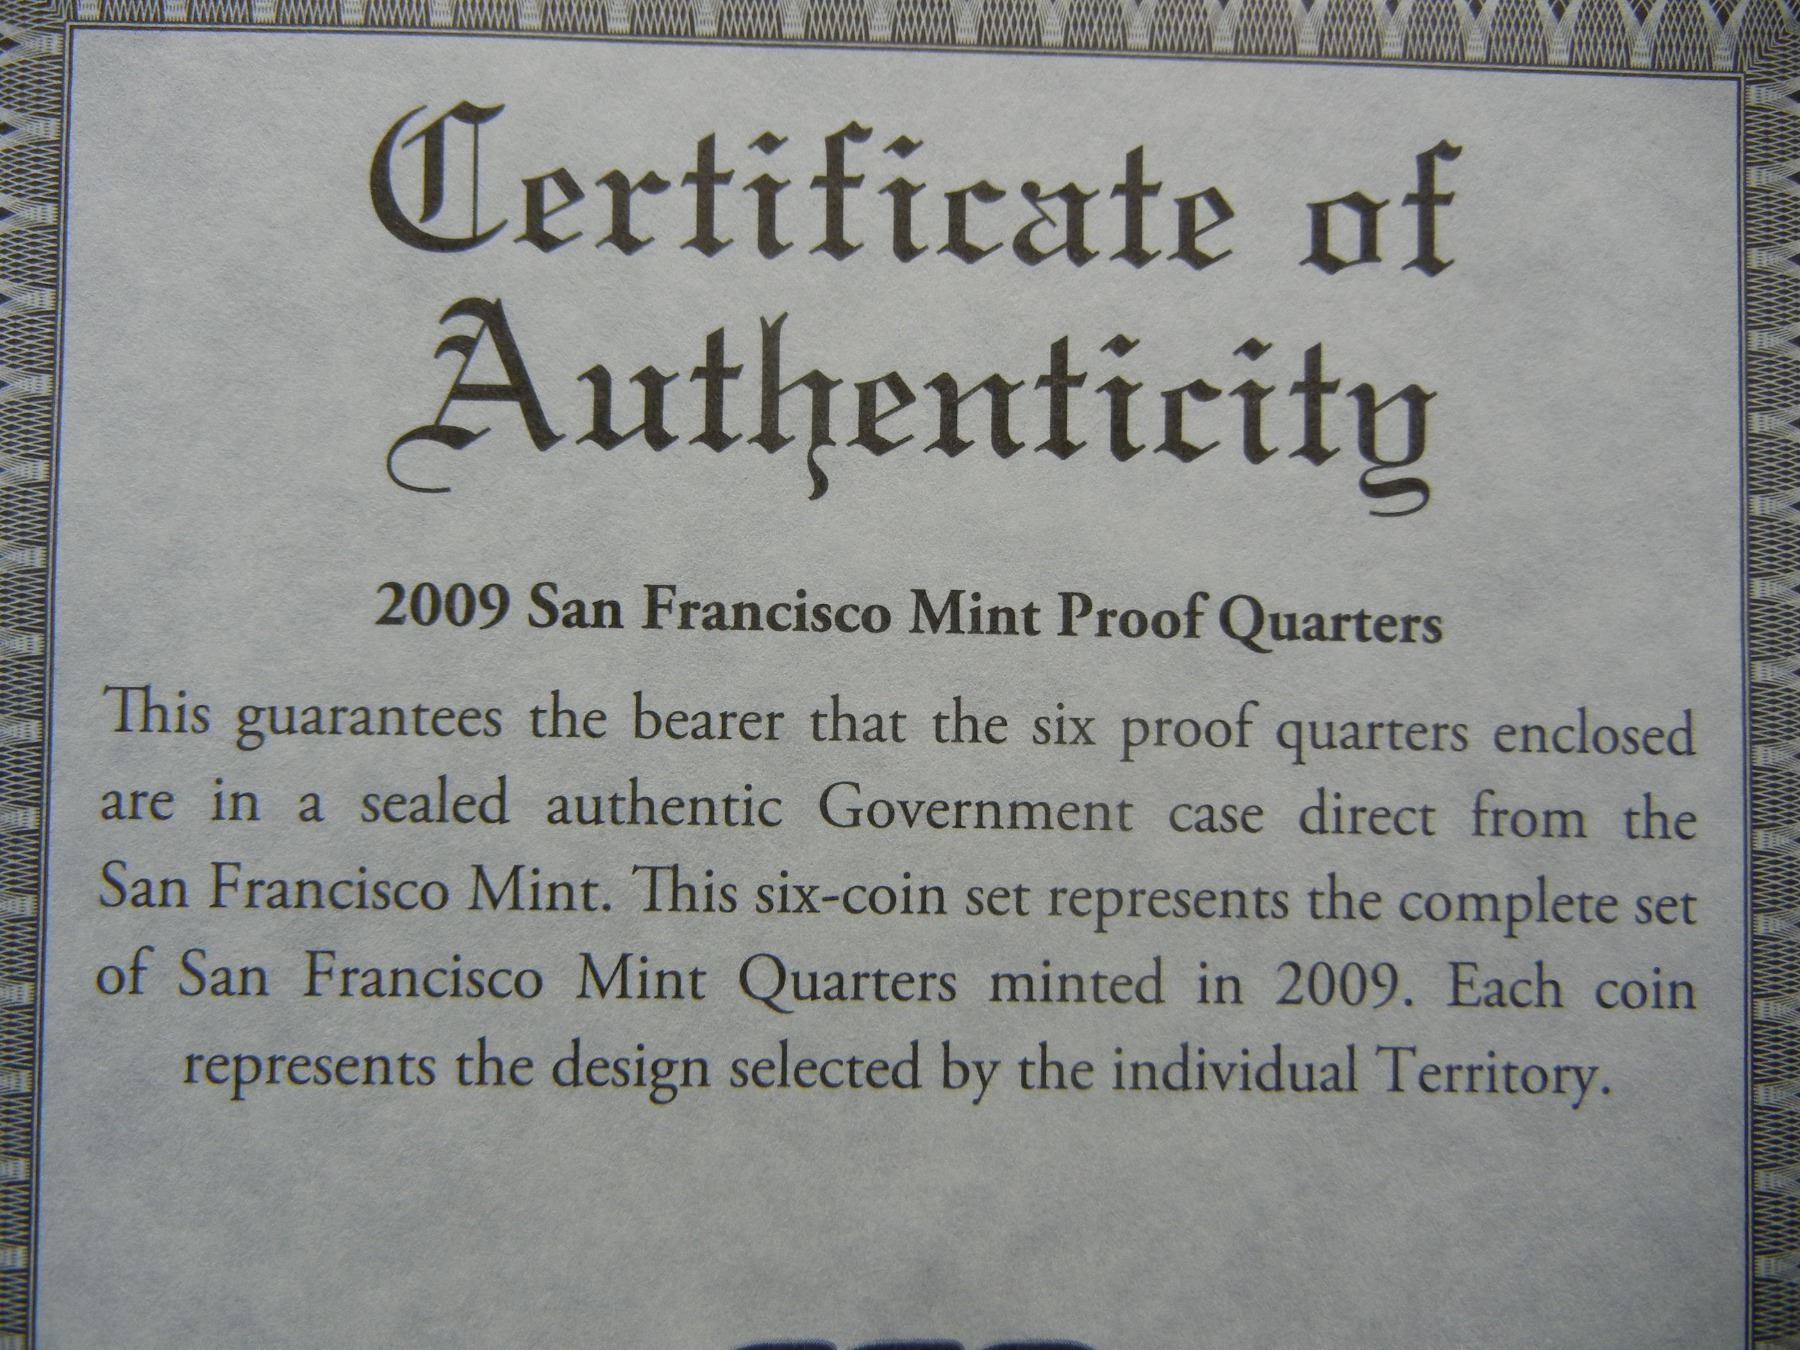 Certificate of
Authenticity
2009 San Francisco Mint Proof Quarters
This guarantees the bearer that the six proof quarters enclosed
are in a sealed authentic Government case direct from the
San Francisco Mint. This six-coin set represents the complete set
of San Francisco Mint Quarters minted in 2009. Each coin
represents the design selected by the individual Territory.